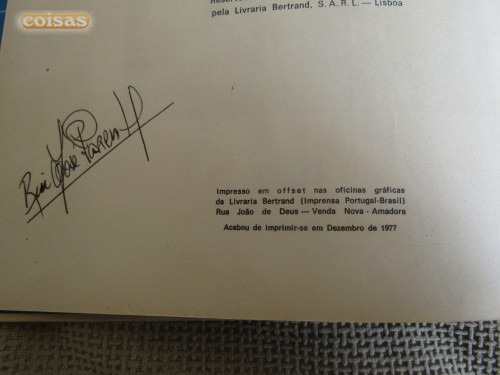 coisas
pela Livraria Bertrand, S. A. R. L. — Lisboa
Impresso em offset nas oficinas gráficas
da Livraria Bertrand (Imprensa Portugal-Brasil)
Rua João de Deus — Venda Nova - Amadora
Acabou de imprimir-se em Dezembro de 1977